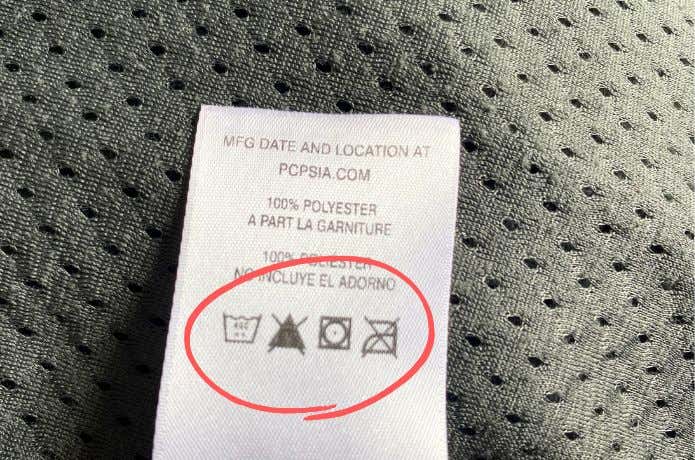 MFG DATE AND LOCATION AT
PCPSIA.COM
100% POLYESTER
A PART LA GARNITURE
100% POLIESTER
NO INCLUYE EL ADORNO